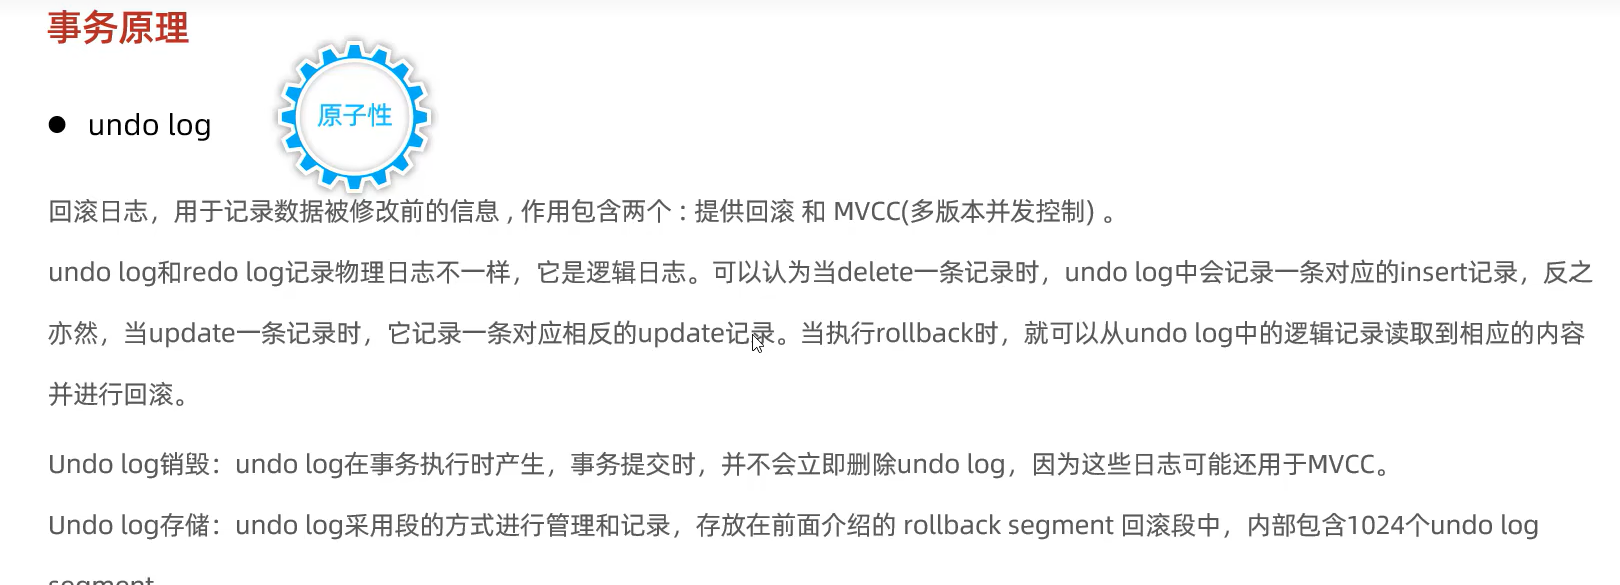 事务原理
原子性
● undo log
回滚日志，用于记录数据被修改前的信息 , 作用包含两个 : 提供回滚 和 MVCC(多版本并发控制) 。
undo log和redo log记录物理日志不一样，它是逻辑日志。可以认为当delete一条记录时，undo log中会记录一条对应的insert记录，反之
亦然，当update一条记录时，它记录一条对应相反的update记录。当执行rollback时，就可以从undo log中的逻辑记录读取到相应的内容
并进行回滚。
Undo log销毁：undo log在事务执行时产生，事务提交时，并不会立即删除undo log，因为这些日志可能还用于MVCC。
Undo log存储：undo log采用段的方式进行管理和记录，存放在前面介绍的 rollback segment 回滚段中，内部包含1024个undo log
segment